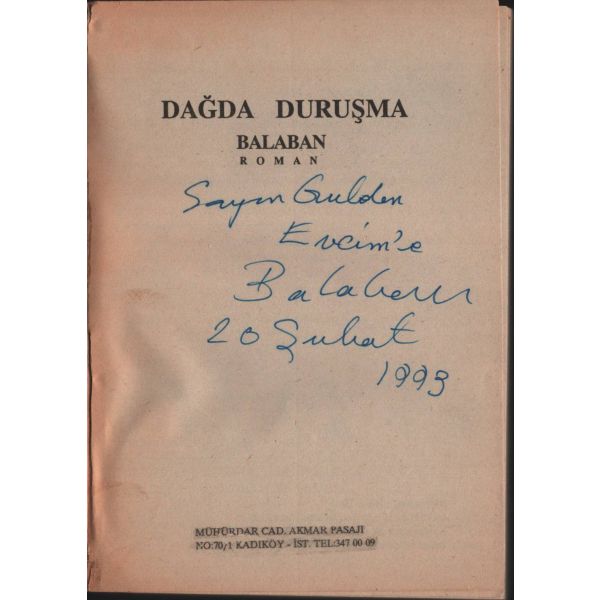 DAĞDA DURUŞMA
BALABAN
ROMAN
Sayın Gulden
Evcim'e
Balaban
20 Şubat
1993
MÜHÜRDAR CAD. AKMAR PASAJI
NO:70/1 KADIKÖY - İST. TEL:347 00 09